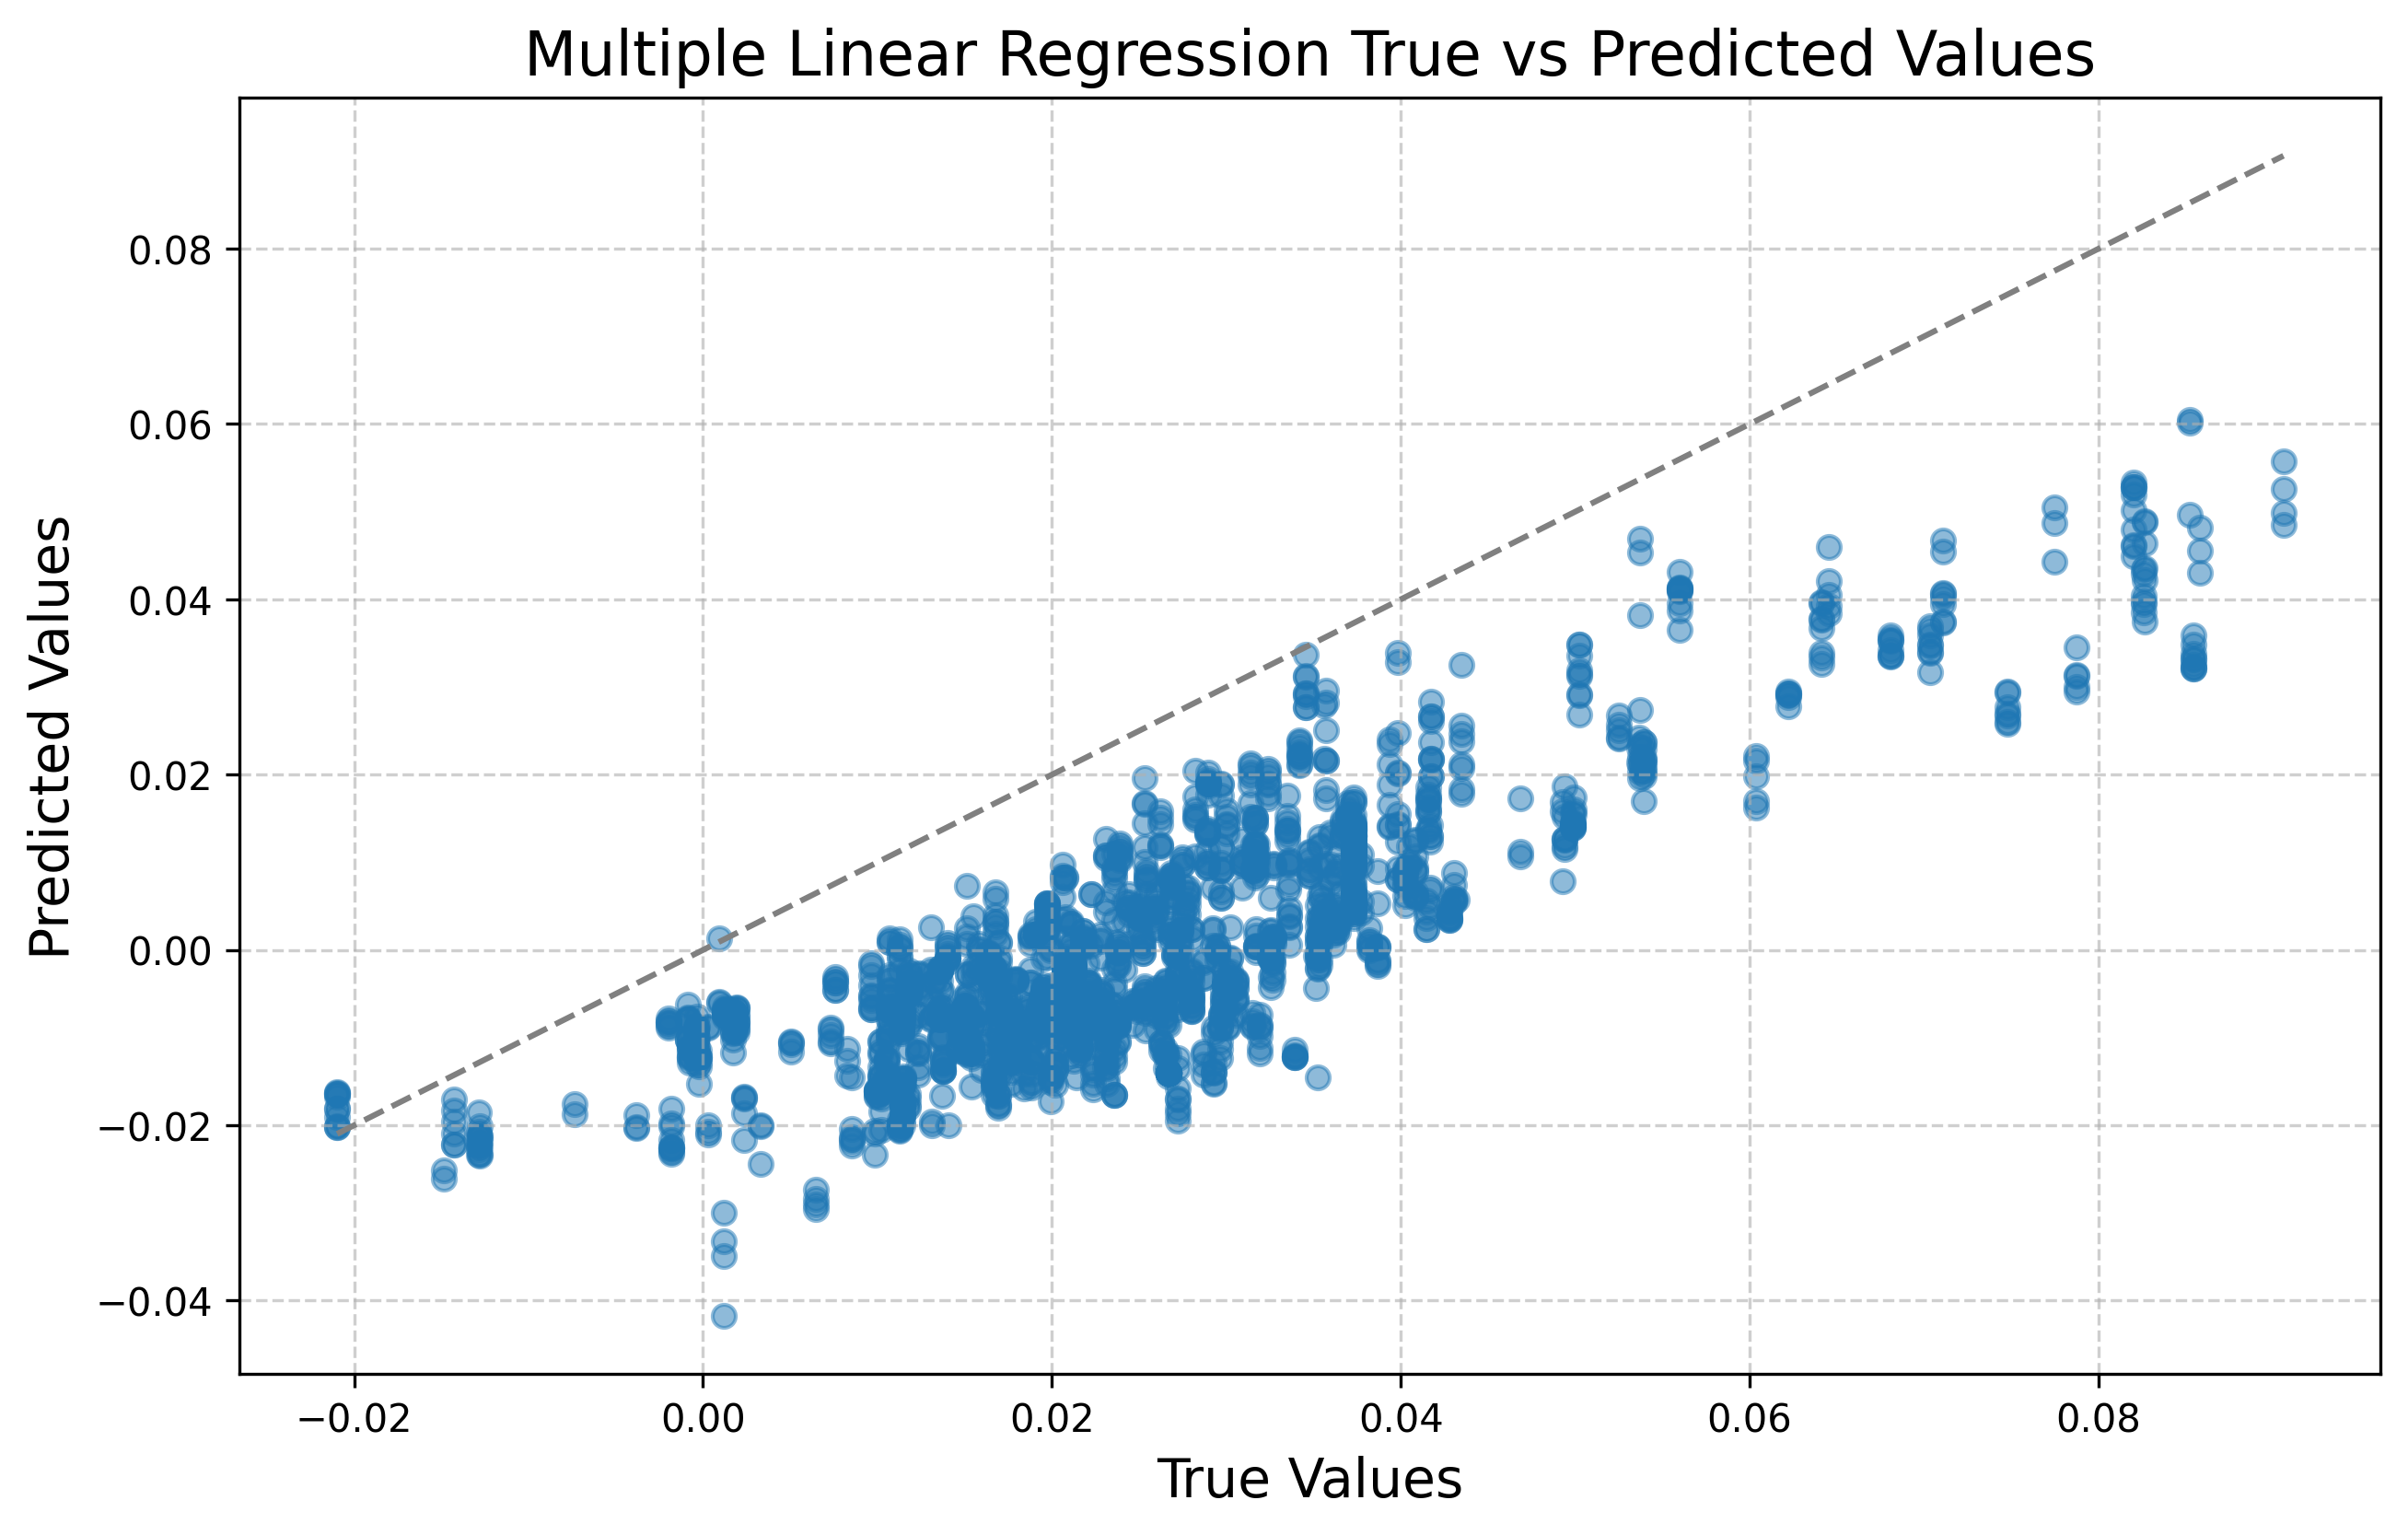 Multiple Linear Regression True vs Predicted Values
Predicted Values
0.08
0.06
0.04
0.02
0.00
−0.02
−0.04
−0.02 0.00 0.02 0.04 0.06 0.08
True Values